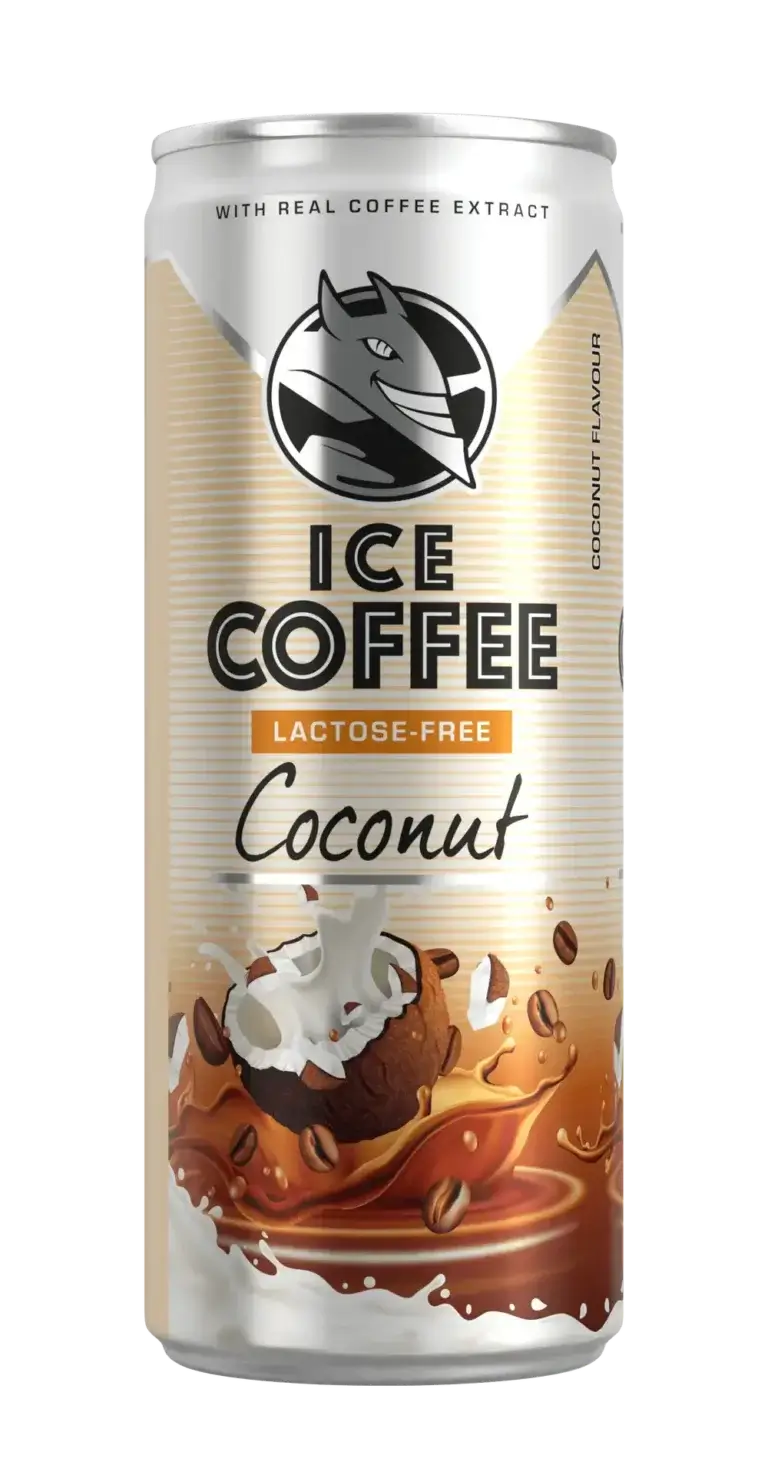 WITH REAL COFFEE EXTRACT
COCONUT FLAVOUR
ICE
COFFEE
LACTOSE-FREE
Coconut